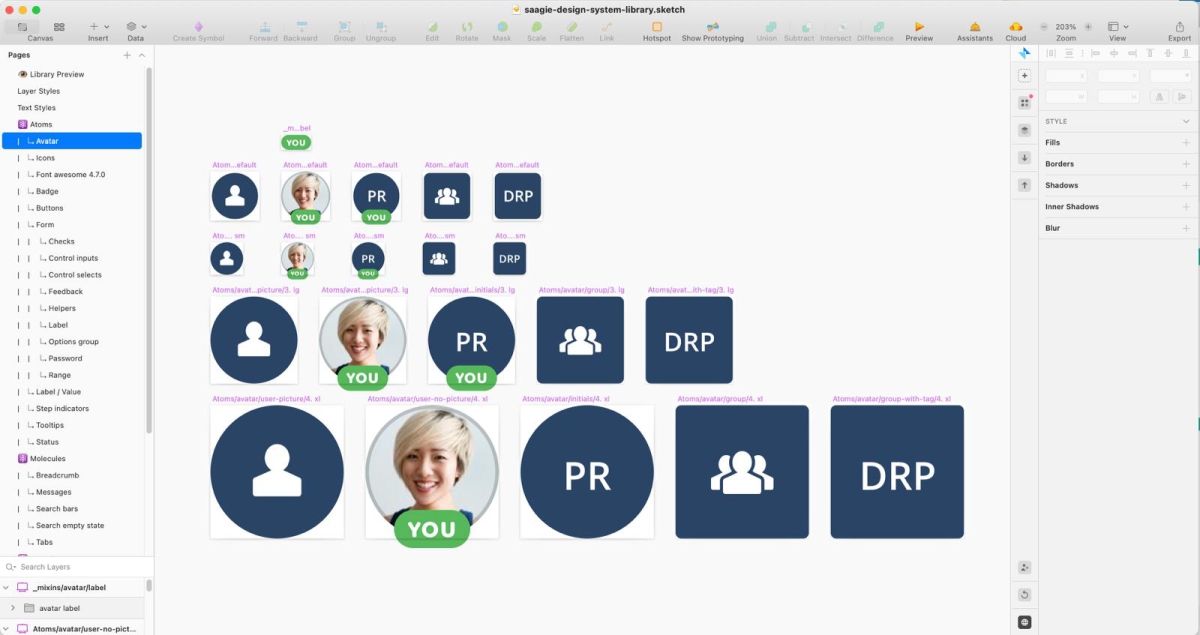 saagie-design-system-library.sketch
Canvas
Insert
Data
Create Symbol
Forward
Backward
Group
Ungroup
Edit
Rotate
Mask
Scale
Flatten
Link
Hotspot
Show Prototyping
Union
Subtract
Intersect
Difference
Preview
Assistants
Cloud
203%
Zoom
View
Export
Pages
Library Preview
Layer Styles
Text Styles
Atoms
Avatar
Icons
Font awesome 4.7.0
Badge
Buttons
Form
Checks
Control inputs
Control selects
Feedback
Helpers
Label
Options group
Password
Range
Label / Value
Step indicators
Tooltips
Status
Molecules
Breadcrumb
Messages
Search bars
Search empty state
Tabs
Search Layers
_mixins/avatar/label
avatar label
Atoms/avatar/user-no-pict...
_m...bel
YOU
Atom...efault
Atom...efault
Atom...efault
Atom...efault
Atom...efault
YOU
PR
YOU
DRP
Ato.... sm
Ato.... sm
Ato.... sm
Ato....sm
Ato....sm
YOU
PR
YOU
DRP
Atoms/avat...picture/3. lg
Atoms/avat...picture/3. lg
Atoms/avat...initials/3. lg
Atoms/avatar/group/3. lg
Atoms/avat...ith-tag/3. lg
YOU
PR
YOU
DRP
Atoms/avatar/user-picture/4. xl
Atoms/avatar/user-no-picture/4. xl
Atoms/avatar/initials/4. xl
Atoms/avatar/group/4. xl
Atoms/avatar/group-with-tag/4. xl
YOU
PR
DRP
STYLE
Fills
Borders
Shadows
Inner Shadows
Blur